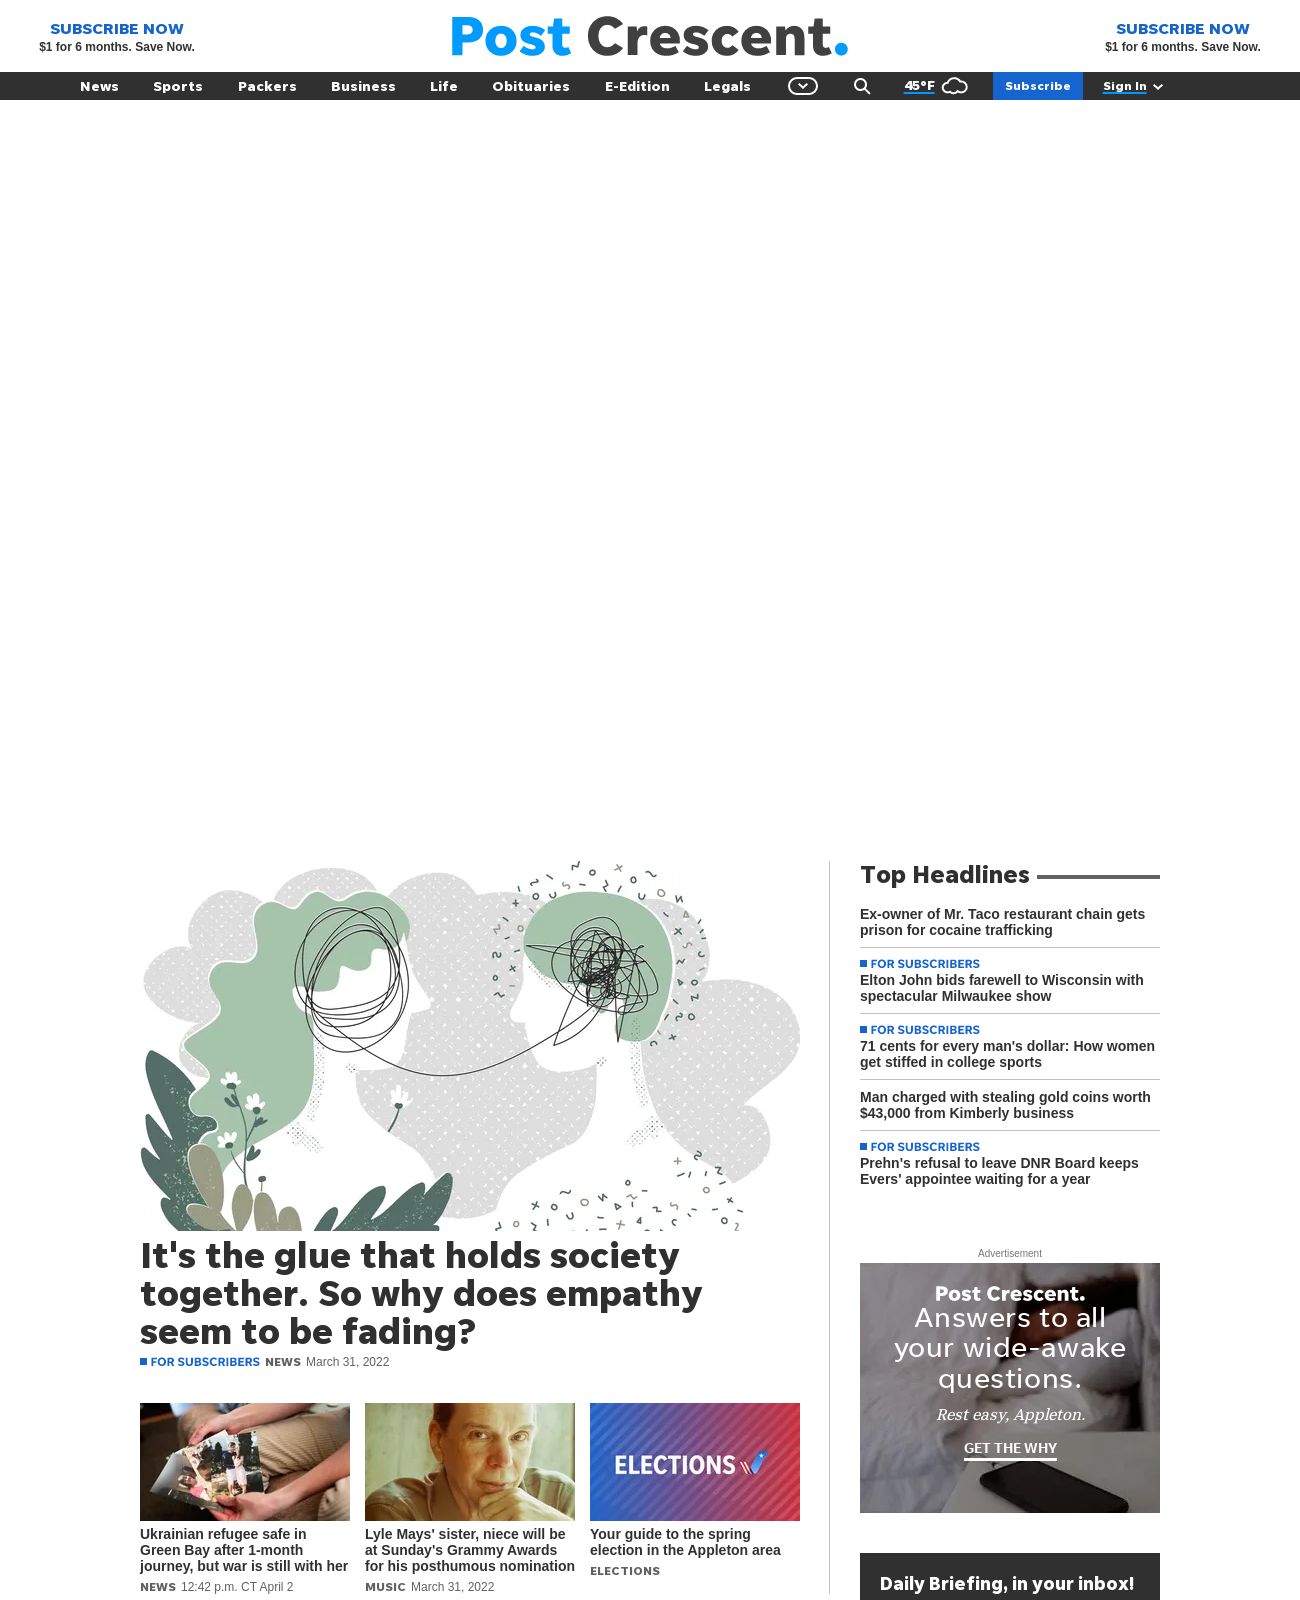 SUBSCRIBE NOW
$1 for 6 months. Save Now.
Post Crescent.
SUBSCRIBE NOW
$1 for 6 months. Save Now.
News Sports Packers Business Life Obituaries E-Edition Legals 45°F Subscribe Sign In
It's the glue that holds society
together. So why does empathy
seem to be fading?
FOR SUBSCRIBERS NEWS March 31, 2022
Ukrainian refugee safe in
Green Bay after 1-month
journey, but war is still with her
NEWS 12:42 p.m. CT April 2
Lyle Mays' sister, niece will be
at Sunday's Grammy Awards
for his posthumous nomination
MUSIC March 31, 2022
ELECTIONS
Your guide to the spring
election in the Appleton area
ELECTIONS
Top Headlines
Ex-owner of Mr. Taco restaurant chain gets
prison for cocaine trafficking
FOR SUBSCRIBERS
Elton John bids farewell to Wisconsin with
spectacular Milwaukee show
FOR SUBSCRIBERS
71 cents for every man's dollar: How women
get stiffed in college sports
Man charged with stealing gold coins worth
$43,000 from Kimberly business
FOR SUBSCRIBERS
Prehn's refusal to leave DNR Board keeps
Evers' appointee waiting for a year
Advertisement
Post Crescent.
Answers to all
your wide-awake
questions.
Rest easy, Appleton.
GET THE WHY
Daily Briefing, in your inbox!